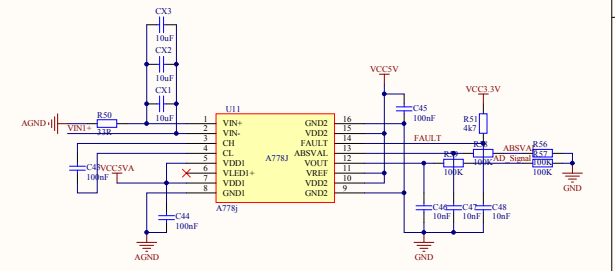 CX3
10uF
CX2
10uF
CX1
10uF
VCC5V
VCC3.3V
U11
C45
100nF
R50
AGND
33R
VIN1+
R51
4k7
1 VIN+ GND2 16
2 VIN- VDD2 15
3 CH FAULT 14 FAULT
4 CL ABSVAL 13 ABSVA
5 VDD1 VOUT 12 AD_Signal
6 VLED1+ VREF 11
7 VDD1 VDD2 10
8 GND1 GND2 9
A778J
A778j
R56
R57
100K
100K
100K
100K
GND
100nF
VCC5VA
C44
100nF
C46
10nF
C47
10nF
C48
10nF
AGND
GND